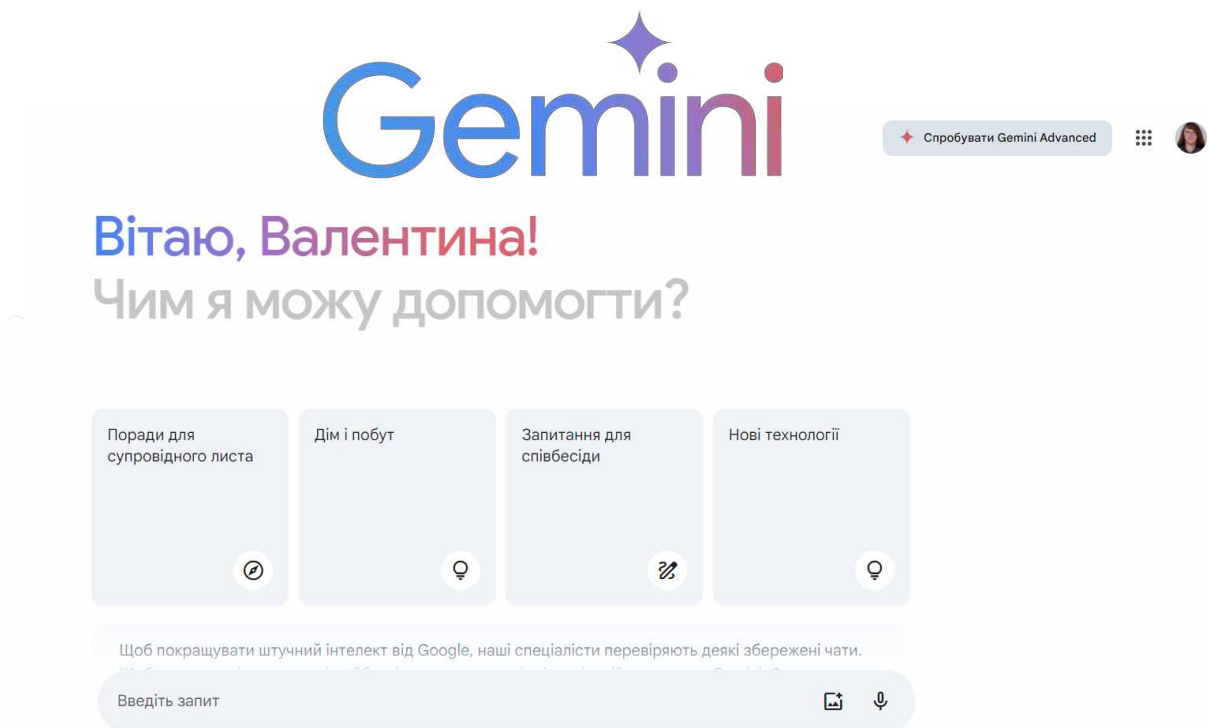 Gemini
Спробувати Gemini Advanced
Вітаю, Валентина!
Чим я можу допомогти?
Поради для
супровідного листа
Дім і побут
Запитання для
співбесіди
Нові технології
Щоб покращувати штучний інтелект від Google, наші спеціалісти перевіряють деякі збережені чати.
Введіть запит